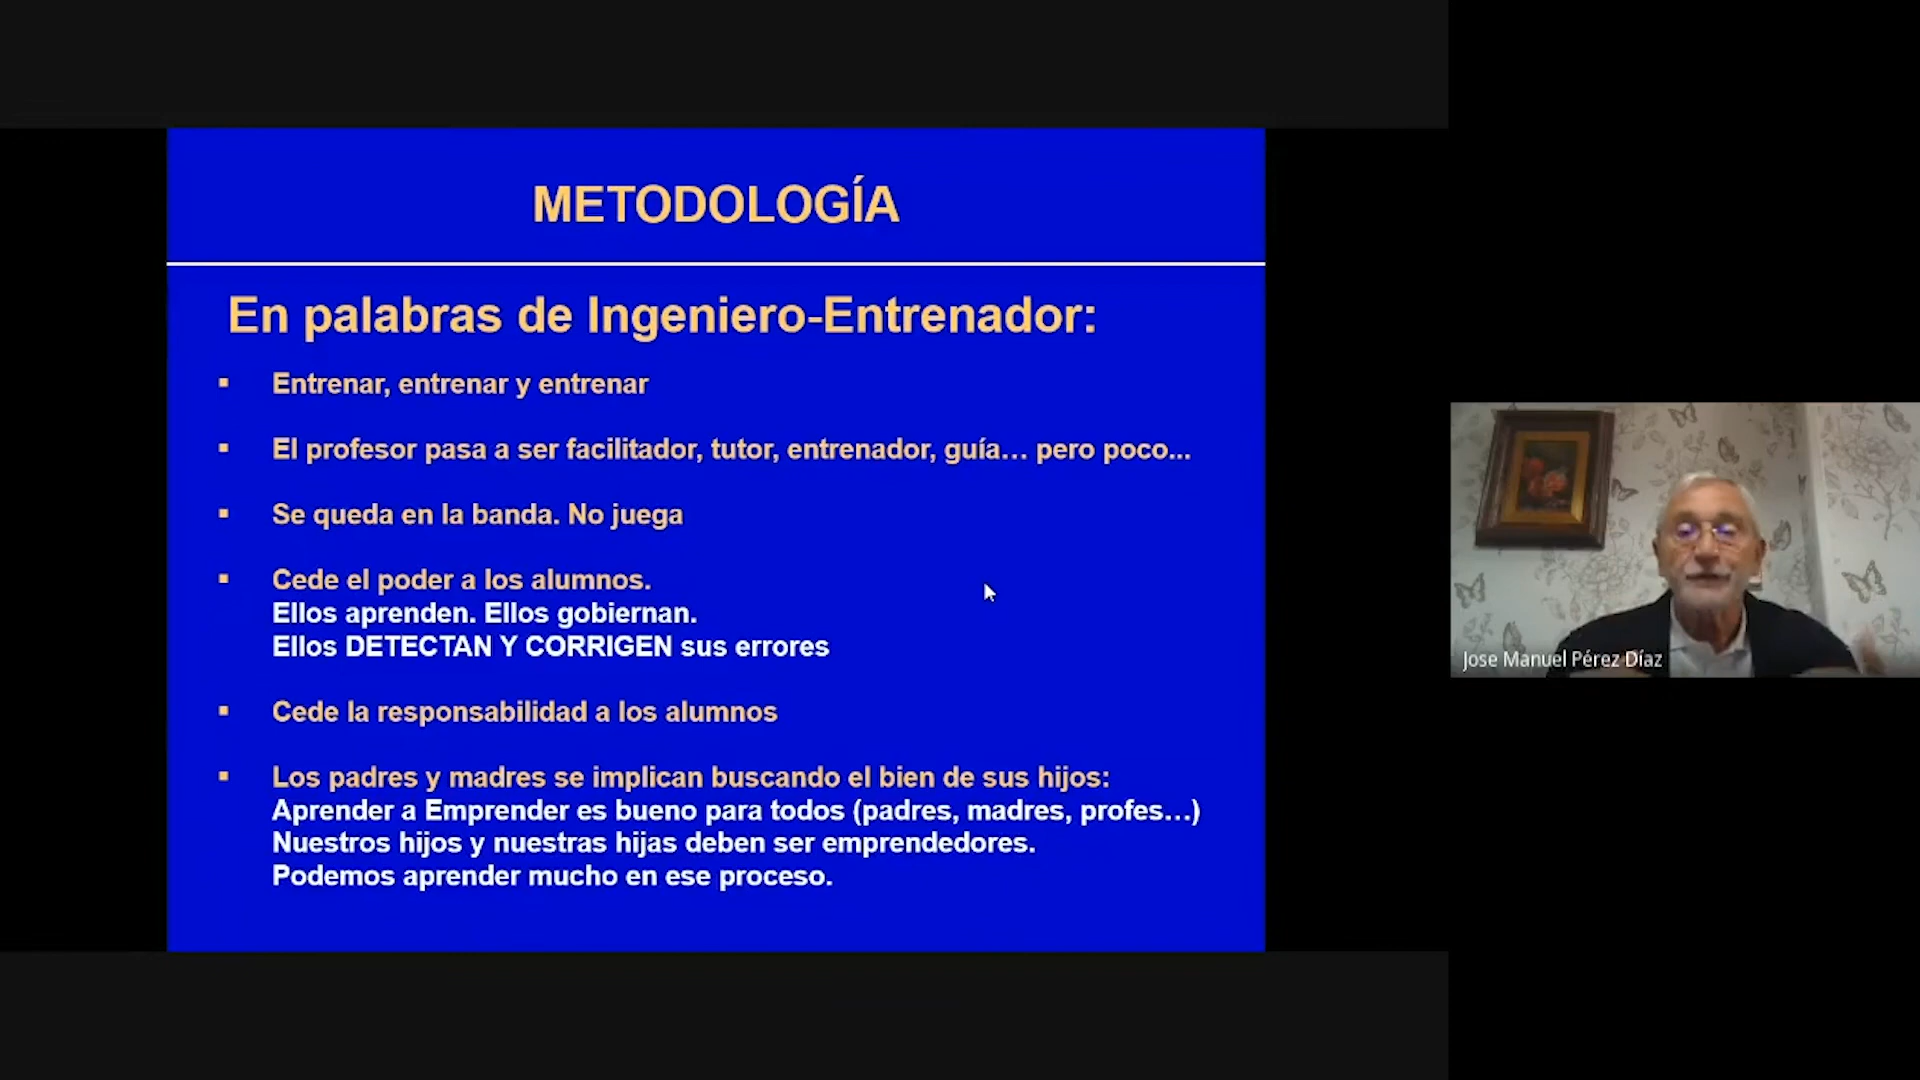 METODOLOGÍA
En palabras de Ingeniero-Entrenador:
▪ Entrenar, entrenar y entrenar
▪ El profesor pasa a ser facilitador, tutor, entrenador, guía… pero poco...
▪ Se queda en la banda. No juega
▪ Cede el poder a los alumnos.
Ellos aprenden. Ellos gobiernan.
Ellos DETECTAN Y CORRIGEN sus errores
▪ Cede la responsabilidad a los alumnos
▪ Los padres y madres se implican buscando el bien de sus hijos:
Aprender a Emprender es bueno para todos (padres, madres, profes…)
Nuestros hijos y nuestras hijas deben ser emprendedores.
Podemos aprender mucho en ese proceso.
Jose Manuel Pérez Díaz